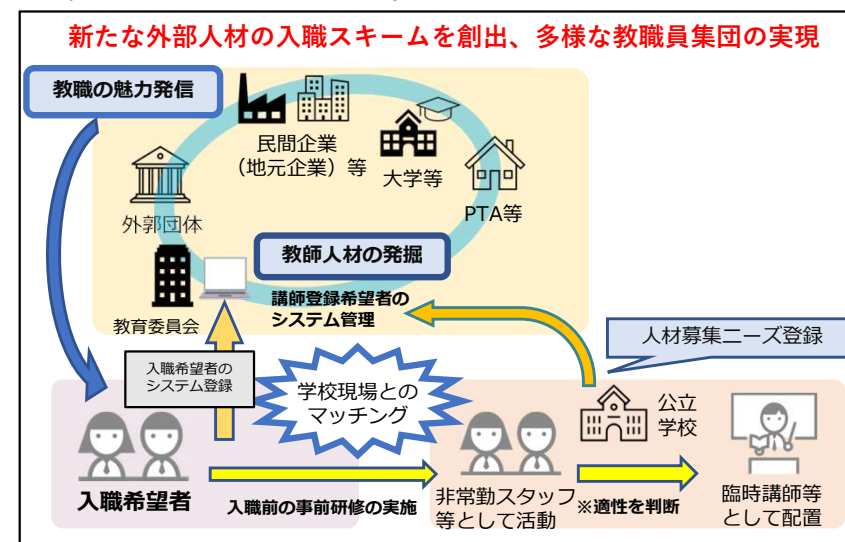 新たな外部人材の入職スキームを創出、多様な教職員集団の実現
教職の魅力発信
民間企業
（地元企業）等
大学等
PTA等
外郭団体
教師人材の発掘
講師登録希望者の
システム管理
教育委員会
人材募集ニーズ登録
入職希望者の
システム登録
学校現場との
マッチング
公立
学校
入職希望者
入職前の事前研修の実施
非常勤スタッフ
等として活動
※適性を判断
臨時講師等
として配置